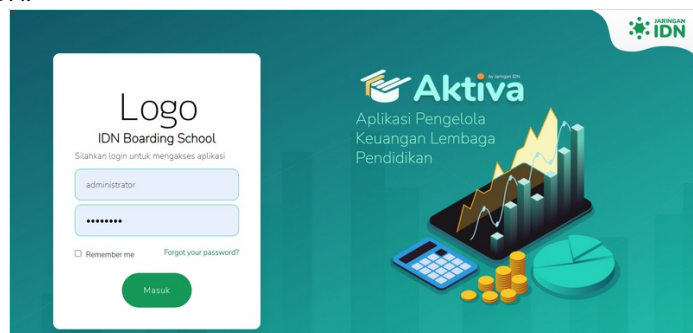 JARINGAN
IDN
Logo
IDN Boarding School
Silahkan login untuk mengakses aplikasi
administrator
••••••••
Remember me
Forgot your password?
Masuk
by Jaringan IDN
Aktiva
Aplikasi Pengelola
Keuangan Lembaga
Pendidikan